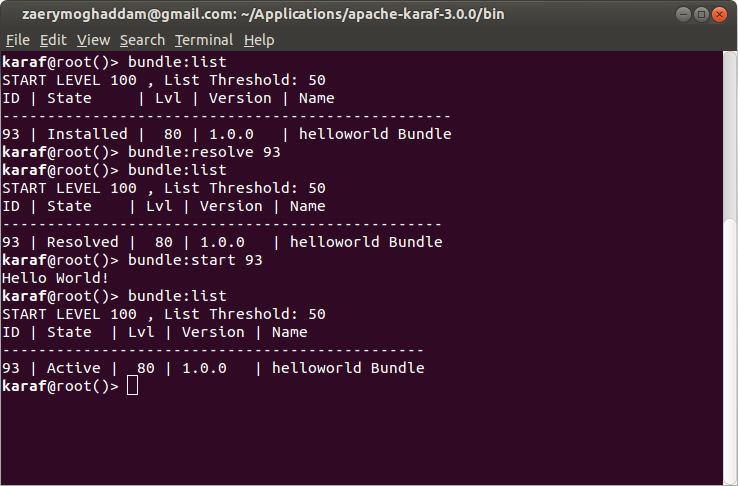 zaerymoghaddam@gmail.com: ~/Applications/apache-karaf-3.0.0/bin
File Edit View Search Terminal Help
karaf@root()> bundle:list
START LEVEL 100 , List Threshold: 50
ID | State     | Lvl | Version | Name
--------------------------------------------------
93 | Installed |  80 | 1.0.0   | helloworld Bundle
karaf@root()> bundle:resolve 93
karaf@root()> bundle:list
START LEVEL 100 , List Threshold: 50
ID | State    | Lvl | Version | Name
-------------------------------------------------
93 | Resolved |  80 | 1.0.0   | helloworld Bundle
karaf@root()> bundle:start 93
Hello World!
karaf@root()> bundle:list
START LEVEL 100 , List Threshold: 50
ID | State  | Lvl | Version | Name
-----------------------------------------------
93 | Active |  80 | 1.0.0   | helloworld Bundle
karaf@root()>